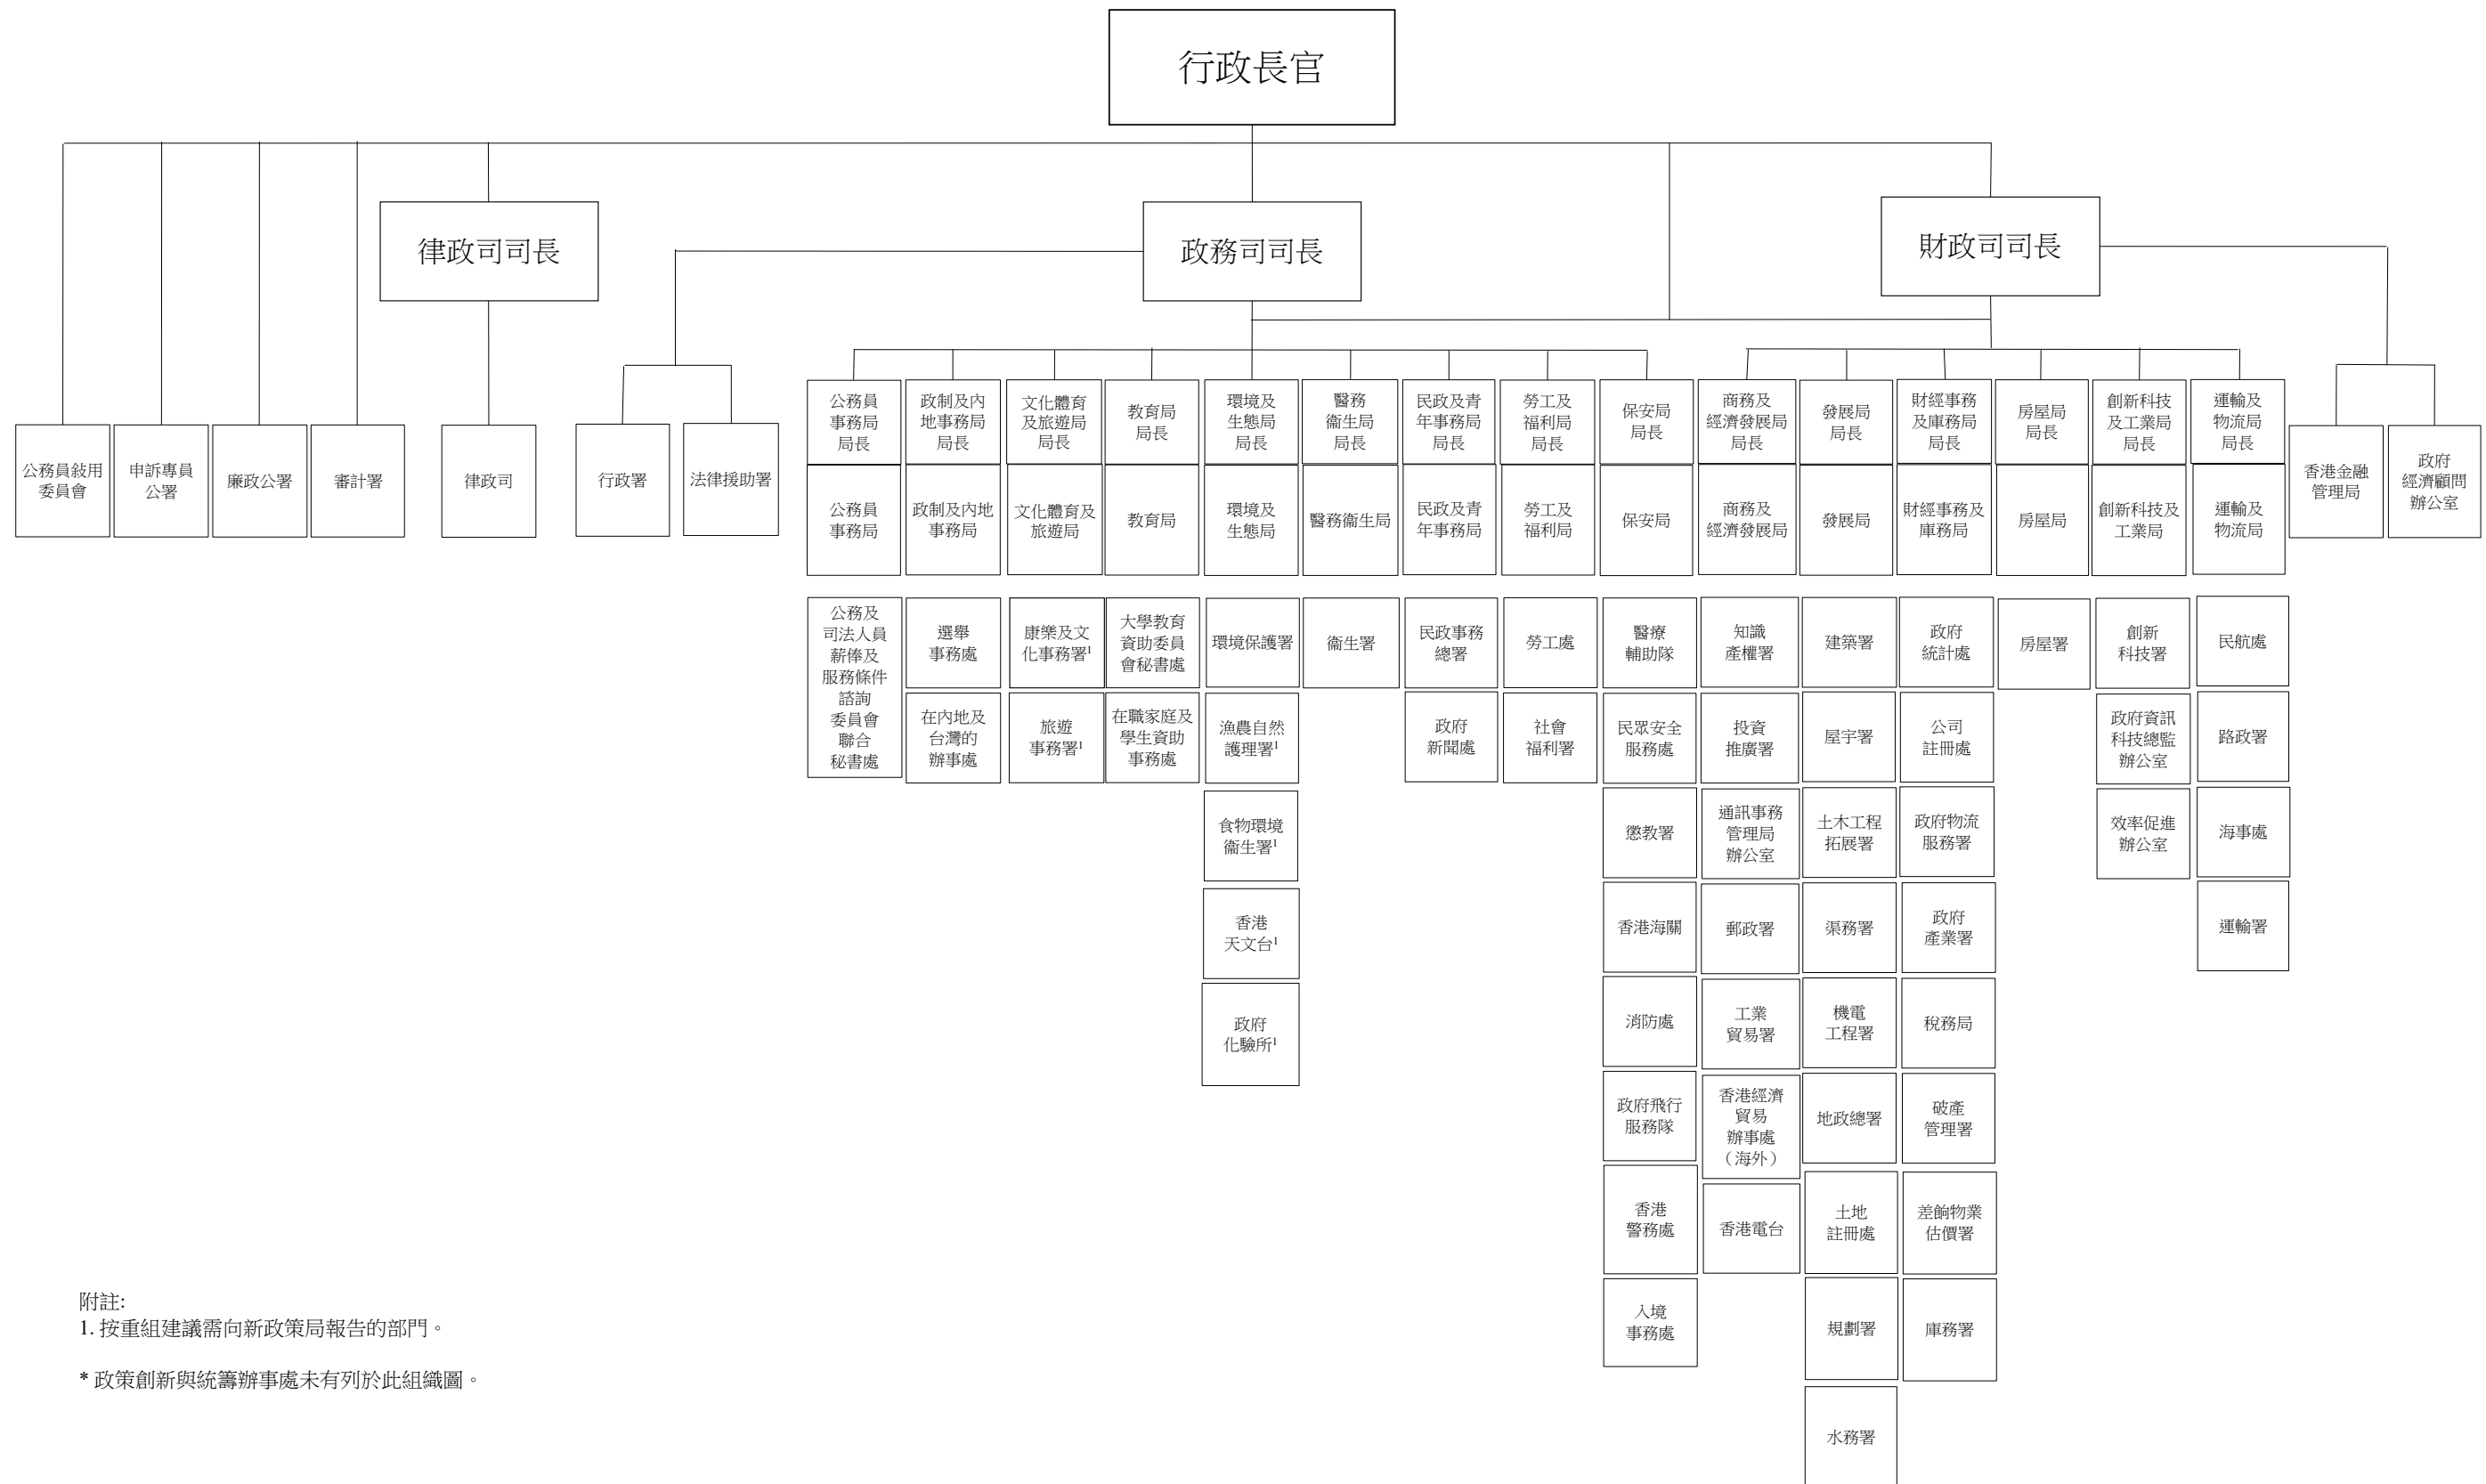 行政長官
律政司司長
政務司司長
財政司司長
公務員敍用
委員會
申訴專員
公署
廉政公署
審計署
律政司
行政署
法律援助署
公務員
事務局
局長
政制及內
地事務局
局長
文化體育
及旅遊局
局長
教育局
局長
環境及
生態局
局長
醫務
衞生局
局長
民政及青
年事務局
局長
勞工及
福利局
局長
保安局
局長
商務及
經濟發展局
局長
發展局
局長
財經事務
及庫務局
局長
房屋局
局長
創新科技
及工業局
局長
運輸及
物流局
局長
香港金融
管理局
政府
經濟顧問
辦公室
公務員
事務局
政制及內地
事務局
文化體育及
旅遊局
教育局
環境及
生態局
醫務衞生局
民政及青
年事務局
勞工及
福利局
保安局
商務及
經濟發展局
發展局
財經事務及
庫務局
房屋局
創新科技及
工業局
運輸及
物流局
公務及
司法人員
薪俸及
服務條件
諮詢
委員會
聯合
秘書處
選舉
事務處
在內地及
台灣的
辦事處
康樂及文
化事務署¹
旅遊
事務署¹
大學教育
資助委員
會秘書處
在職家庭及
學生資助
事務處
環境保護署
漁農自然
護理署¹
食物環境
衞生署¹
香港
天文台¹
政府
化驗所¹
衞生署
民政事務
總署
政府
新聞處
勞工處
社會
福利署
醫療
輔助隊
民眾安全
服務處
懲教署
香港海關
消防處
政府飛行
服務隊
香港
警務處
入境
事務處
知識
產權署
投資
推廣署
通訊事務
管理局
辦公室
郵政署
工業
貿易署
香港經濟
貿易
辦事處
（海外）
香港電台
建築署
屋宇署
土木工程
拓展署
渠務署
機電
工程署
地政總署
土地
註冊處
規劃署
水務署
政府
統計處
公司
註冊處
政府物流
服務署
政府
產業署
稅務局
破產
管理署
差餉物業
估價署
庫務署
房屋署
創新
科技署
政府資訊
科技總監
辦公室
效率促進
辦公室
民航處
路政署
海事處
運輸署
附註:
1. 按重組建議需向新政策局報告的部門。
* 政策創新與統籌辦事處未有列於此組織圖。